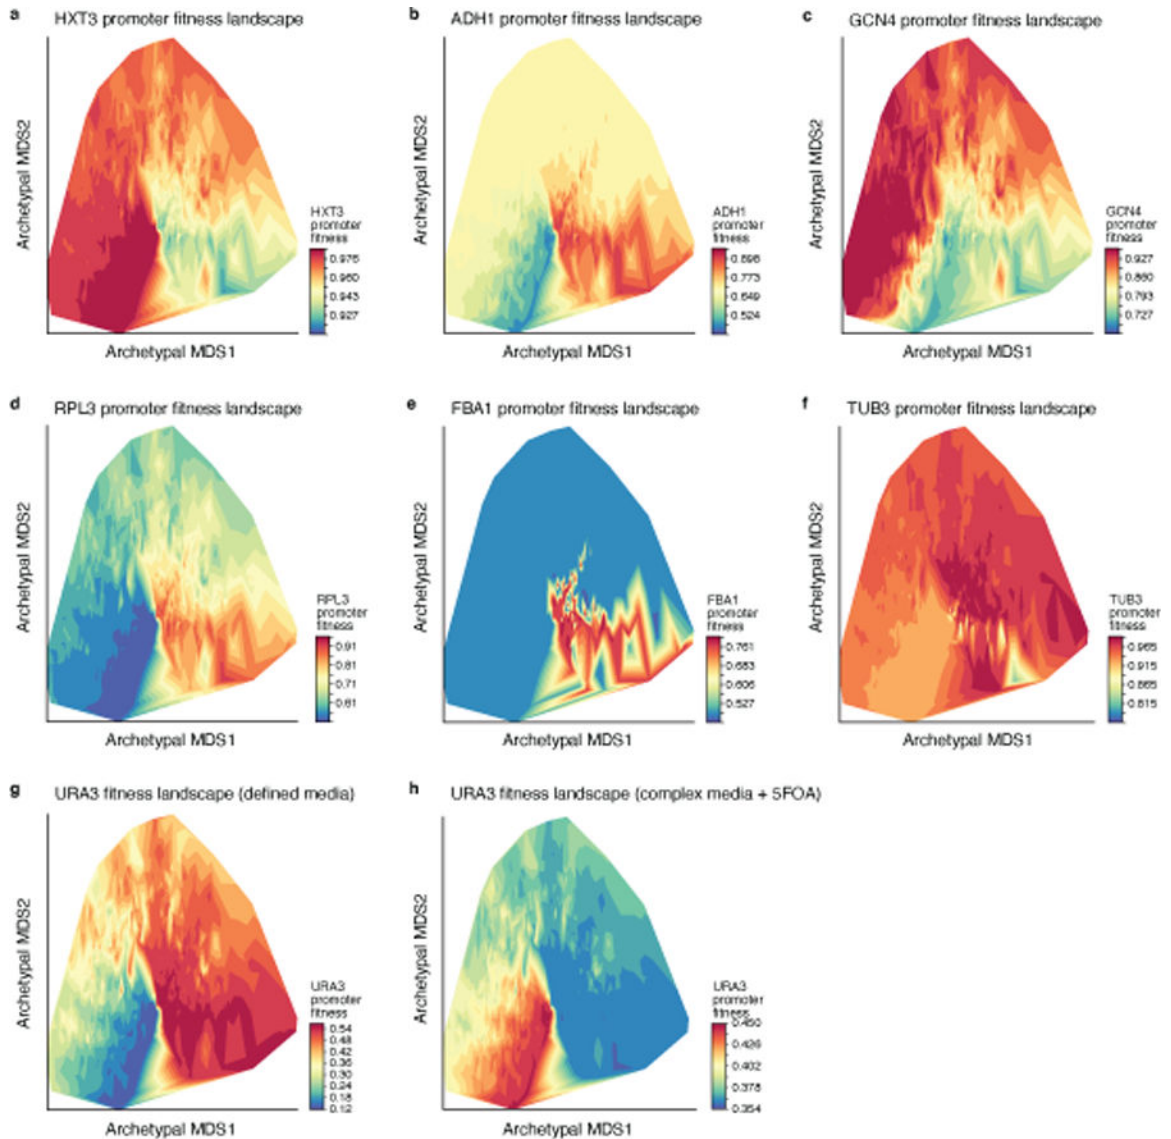 a HXT3 promoter fitness landscape
Archetypal MDS2
HXT3
promoter
fitness
0.976
0.960
0.943
0.927
Archetypal MDS1
b ADH1 promoter fitness landscape
Archetypal MDS2
ADH1
promoter
fitness
0.898
0.773
0.649
0.524
Archetypal MDS1
c GCN4 promoter fitness landscape
Archetypal MDS2
GCN4
promoter
fitness
0.927
0.860
0.793
0.727
Archetypal MDS1
d RPL3 promoter fitness landscape
Archetypal MDS2
RPL3
promoter
fitness
0.91
0.81
0.71
0.61
Archetypal MDS1
e FBA1 promoter fitness landscape
Archetypal MDS2
FBA1
promoter
fitness
0.761
0.683
0.606
0.527
Archetypal MDS1
f TUB3 promoter fitness landscape
Archetypal MDS2
TUB3
promoter
fitness
0.965
0.915
0.865
0.815
Archetypal MDS1
g URA3 fitness landscape (defined media)
Archetypal MDS2
URA3
promoter
fitness
0.54
0.48
0.42
0.36
0.30
0.24
0.18
0.12
Archetypal MDS1
h URA3 fitness landscape (complex media + 5FOA)
Archetypal MDS2
URA3
promoter
fitness
0.450
0.426
0.402
0.378
0.354
Archetypal MDS1